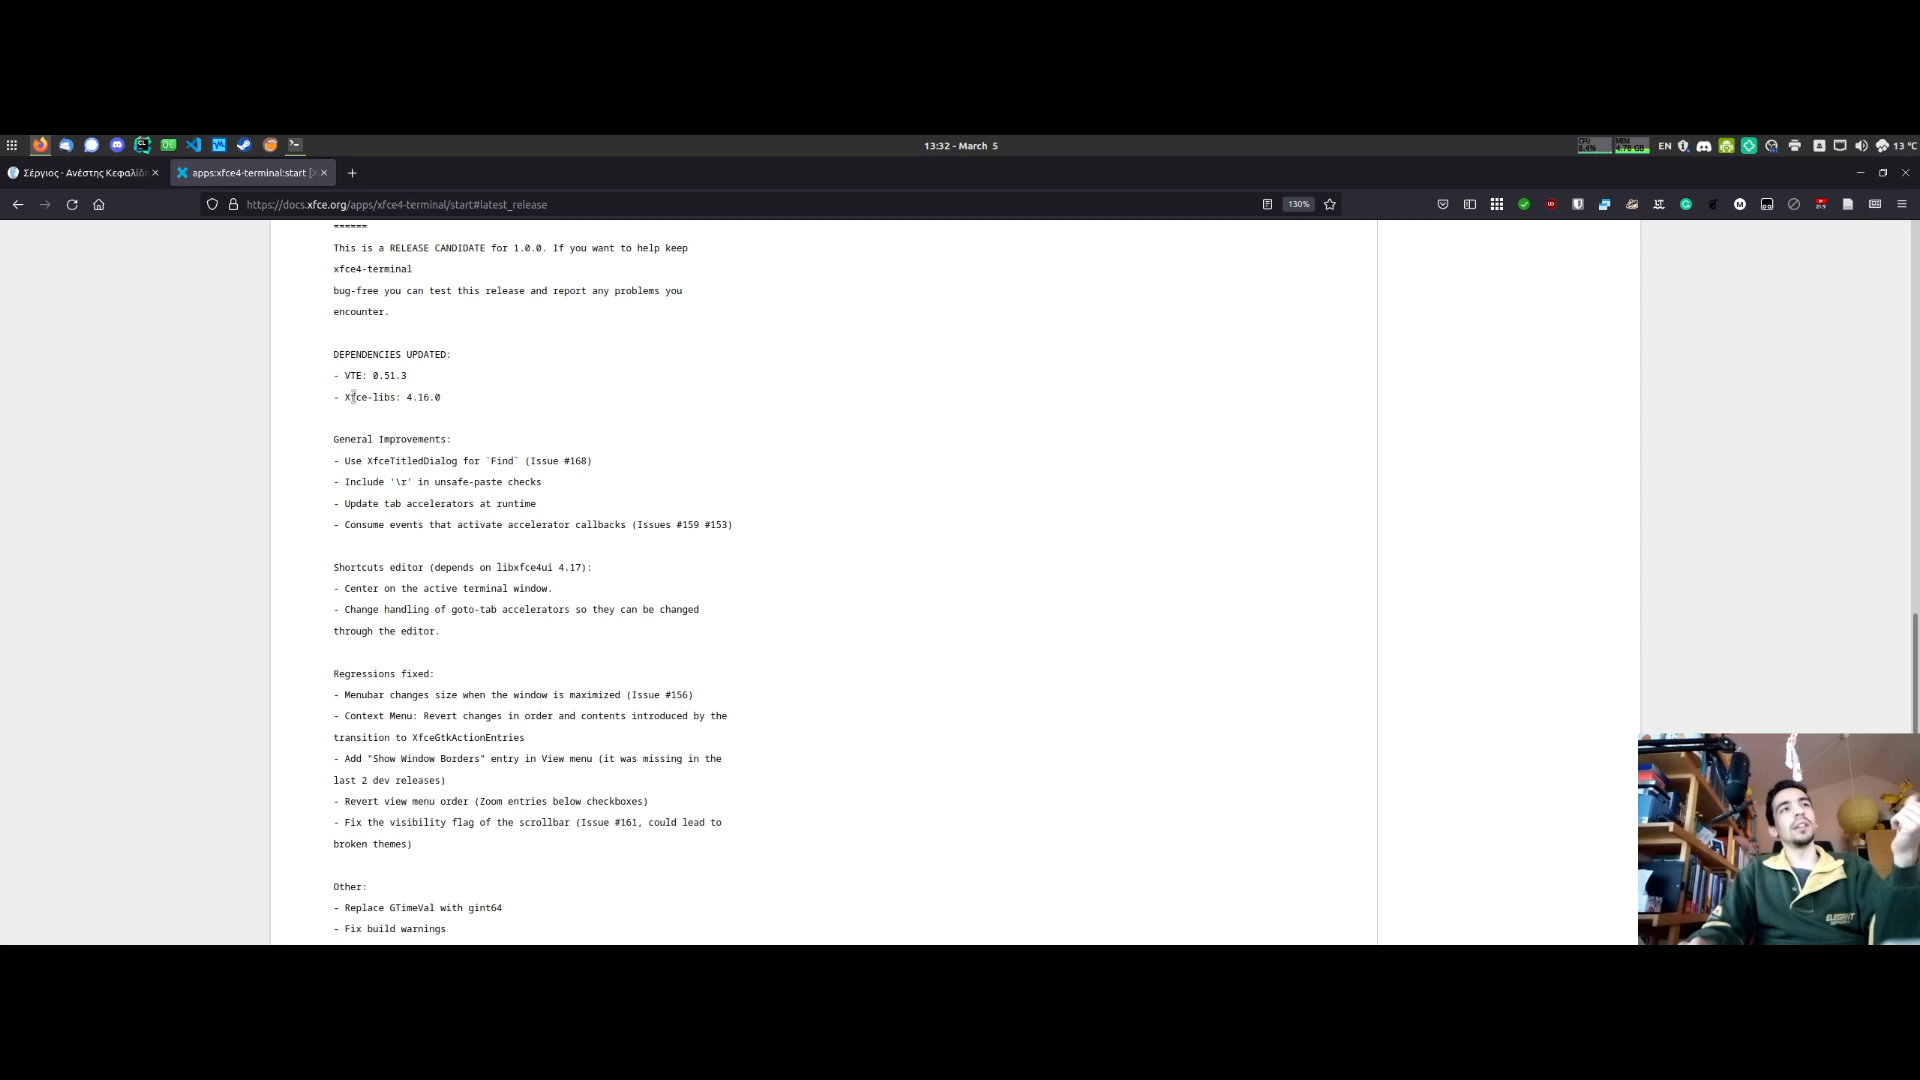 13:32 - March 5
CPU
8.4%
MEM
4.78 GB
EN
13 °C
Σέργιος - Ανέστης Κεφαλίδη
apps:xfce4-terminal:start [X
https://docs.xfce.org/apps/xfce4-terminal/start#latest_release
130%
======
This is a RELEASE CANDIDATE for 1.0.0. If you want to help keep
xfce4-terminal
bug-free you can test this release and report any problems you
encounter.
DEPENDENCIES UPDATED:
- VTE: 0.51.3
- Xfce-libs: 4.16.0
General Improvements:
- Use XfceTitledDialog for `Find` (Issue #168)
- Include '\r' in unsafe-paste checks
- Update tab accelerators at runtime
- Consume events that activate accelerator callbacks (Issues #159 #153)
Shortcuts editor (depends on libxfce4ui 4.17):
- Center on the active terminal window.
- Change handling of goto-tab accelerators so they can be changed
through the editor.
Regressions fixed:
- Menubar changes size when the window is maximized (Issue #156)
- Context Menu: Revert changes in order and contents introduced by the
transition to XfceGtkActionEntries
- Add "Show Window Borders" entry in View menu (it was missing in the
last 2 dev releases)
- Revert view menu order (Zoom entries below checkboxes)
- Fix the visibility flag of the scrollbar (Issue #161, could lead to
broken themes)
Other:
- Replace GTimeVal with gint64
- Fix build warnings
ELEGANT